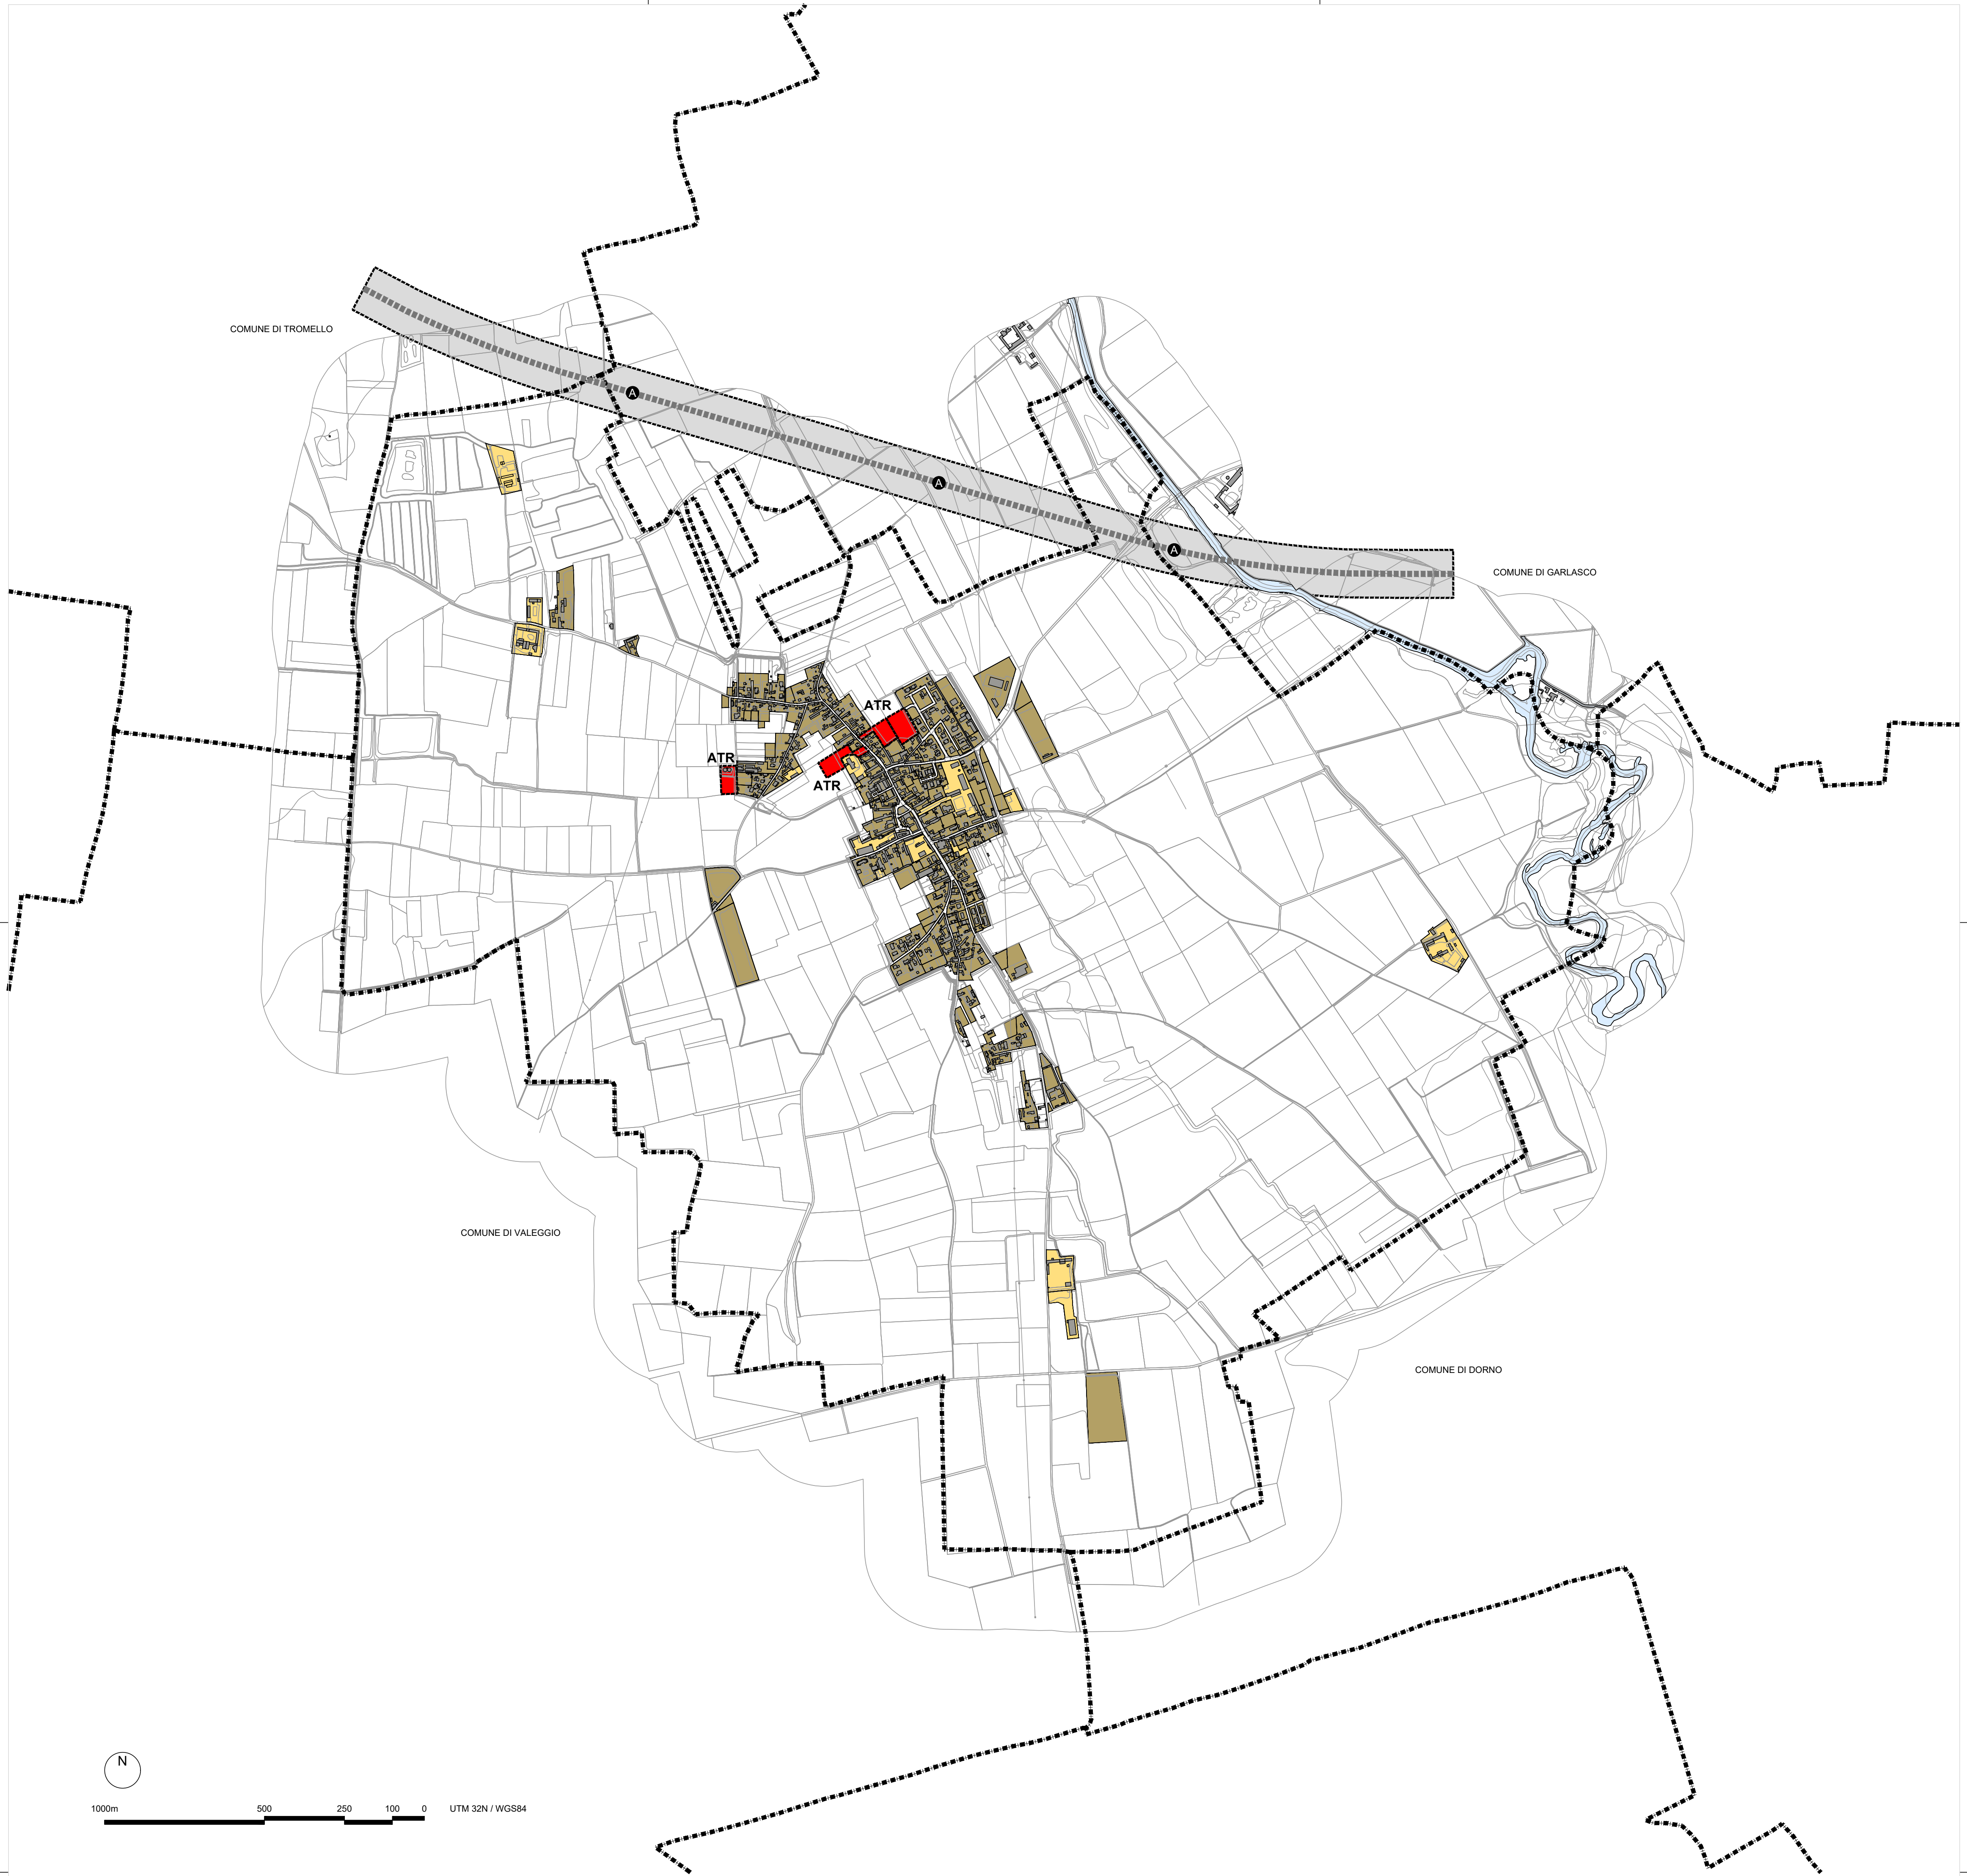 COMUNE DI TROMELLO
A
A
A
COMUNE DI GARLASCO
ATR
ATR
ATR
COMUNE DI VALEGGIO
COMUNE DI DORNO
N
1000m 500 250 100 0 UTM 32N / WGS84